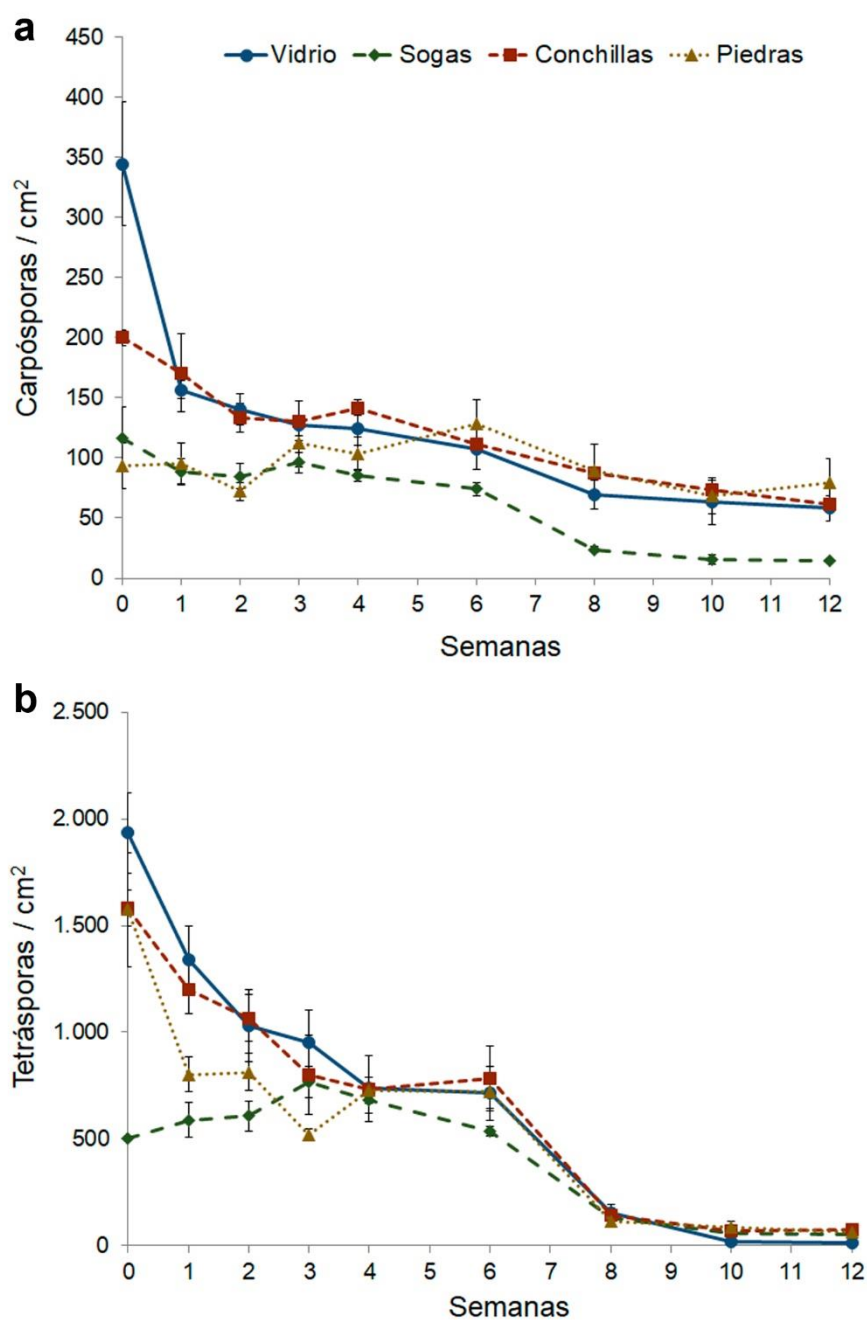 a
450
400
350
300
250
200
150
100
50
0
Vidrio Sogas Conchillas Piedras
Carpósporas / cm²
0 1 2 3 4 5 6 7 8 9 10 11 12
Semanas
b
2.500
2.000
1.500
1.000
500
0
Tetrásporas / cm²
0 1 2 3 4 5 6 7 8 9 10 11 12
Semanas